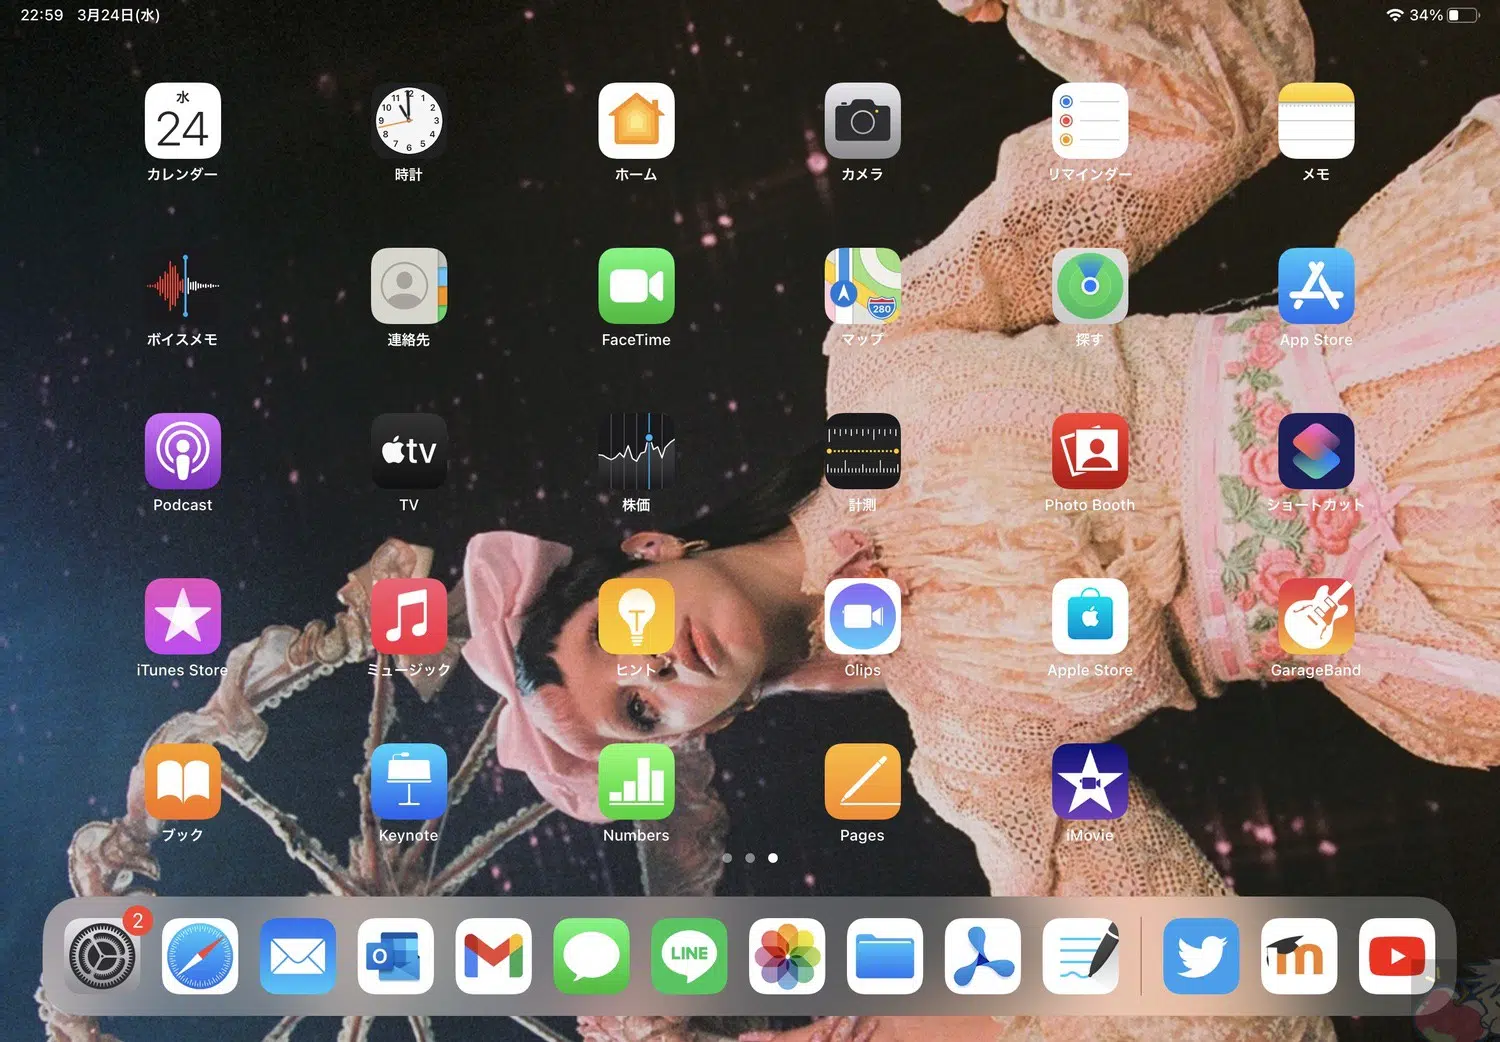 22:59 3月24日(水)
34%
水
24
カレンダー
時計
ホーム
カメラ
リマインダー
メモ
ボイスメモ
連絡先
FaceTime
280
マップ
探す
App Store
Podcast
tv
TV
株価
計測
Photo Booth
ショートカット
iTunes Store
ミュージック
ヒント
Clips
Apple Store
GarageBand
ブック
Keynote
Numbers
Pages
iMovie
2
LINE